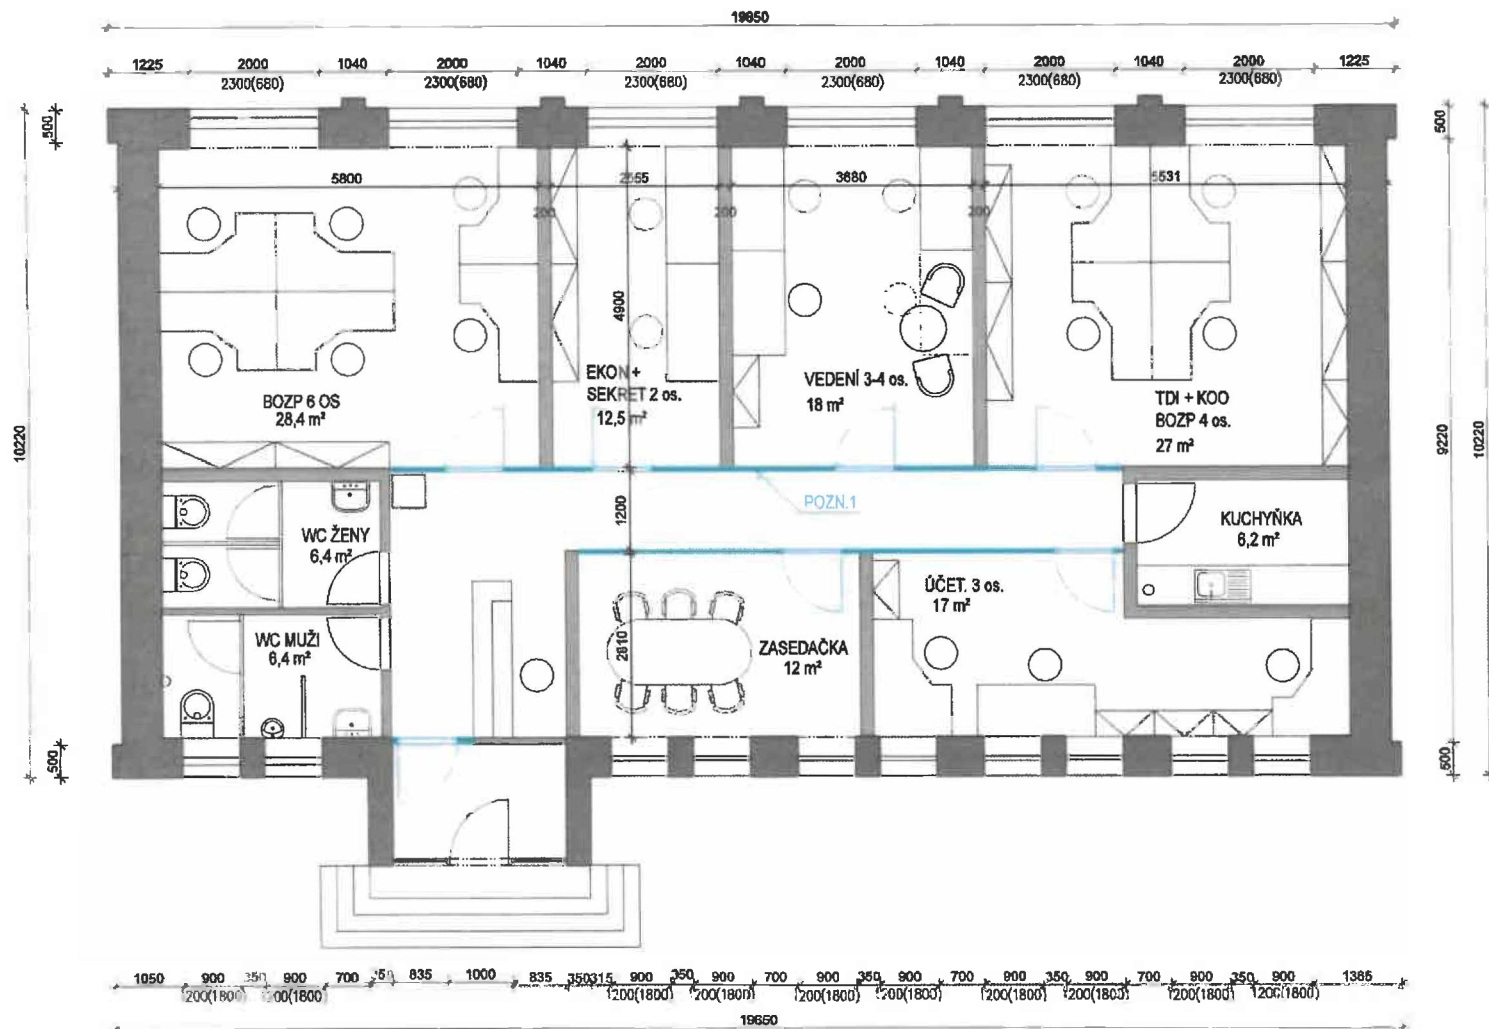 19650
1225 2000 1040 2000 1040 2000 1040 2000 1040 2000 1040 2000 1225
2300(680) 2300(680) 2300(680) 2300(680) 2300(680) 2300(680)
500
500
5800 2555 3680 5531
200 200 200
4900
BOZP 6 OS
28,4 m²
EKON +
SEKRET 2 os.
12,5 m²
VEDENÍ 3-4 os.
18 m²
TDI + KOO
BOZP 4 os.
27 m²
10220
9220
10220
POZN.1
1200
WC ŽENY
6,4 m²
KUCHYŇKA
6,2 m²
ÚČET. 3 os.
17 m²
WC MUŽI
6,4 m²
2810
ZASEDAČKA
12 m²
500
500
1050 900 350 900 700 835 1000 835 350 315 900 350 900 700 900 350 900 700 900 350 900 700 900 350 900 1385
200(1800) 200(1800) 200(1800) 200(1800) 200(1800) 200(1800) 200(1800) 200(1800) 200(1800) 200(1800)
19650